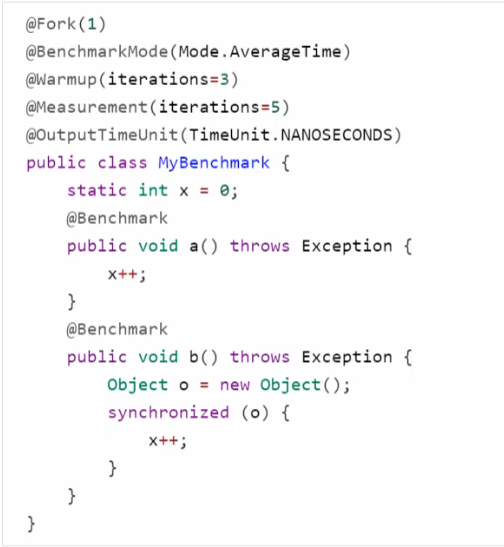 @Fork(1)
@BenchmarkMode(Mode.AverageTime)
@Warmup(iterations=3)
@Measurement(iterations=5)
@OutputTimeUnit(TimeUnit.NANOSECONDS)
public class MyBenchmark {
    static int x = 0;
    @Benchmark
    public void a() throws Exception {
        x++;
    }
    @Benchmark
    public void b() throws Exception {
        Object o = new Object();
        synchronized (o) {
            x++;
        }
    }
}